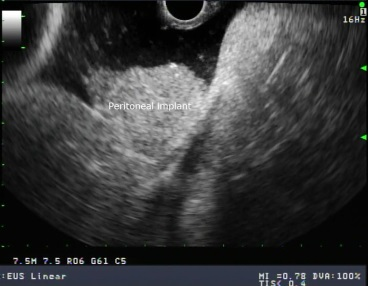 1
16Hz
Peritoneal implant
7.5M 7.5 R06 G61 C5
:EUS Linear
MI =0.78 DVA:100%
TIS< 0.4